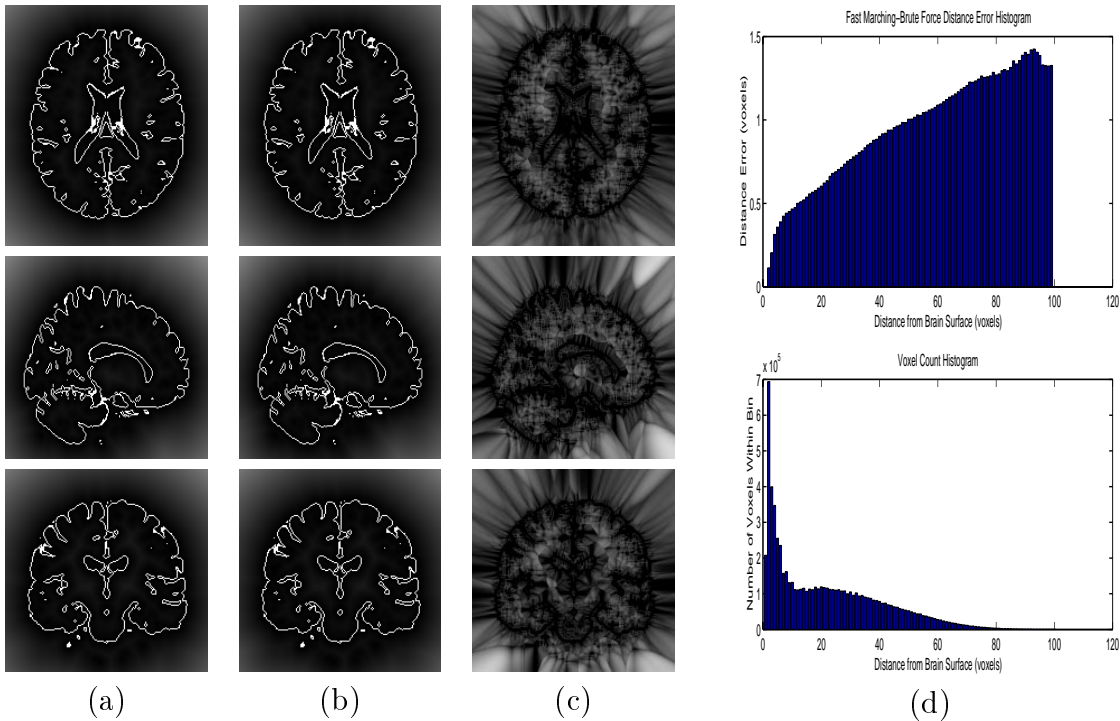 Fast Marching-Brute Force Distance Error Histogram
1.5
1
0.5
0
Distance Error (voxels)
0 20 40 60 80 100 120
Distance from Brain Surface (voxels)
x 10^5
Voxel Count Histogram
7
6
5
4
3
2
1
0
Number of Voxels Within Bin
0 20 40 60 80 100 120
Distance from Brain Surface (voxels)
(a) (b) (c) (d)